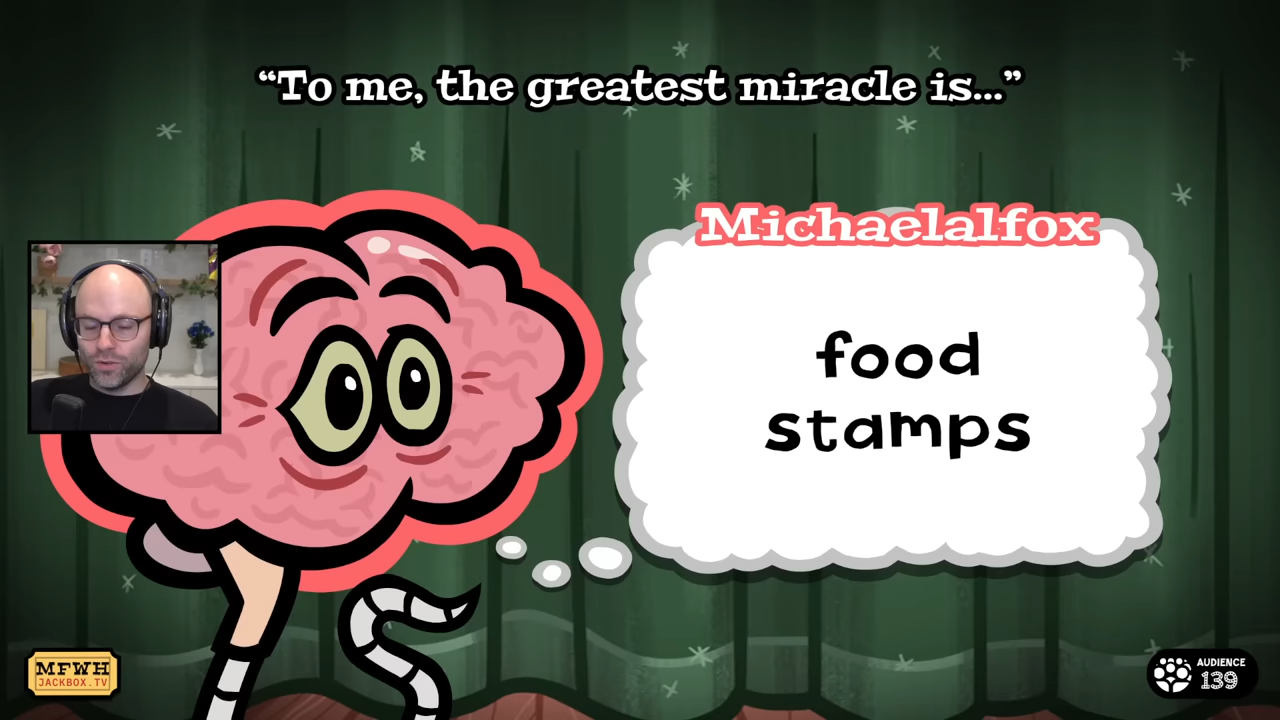 “To me, the greatest miracle is...”
Michaelalfox
food
stamps
MFWH
JACKBOX.TV
AUDIENCE
139